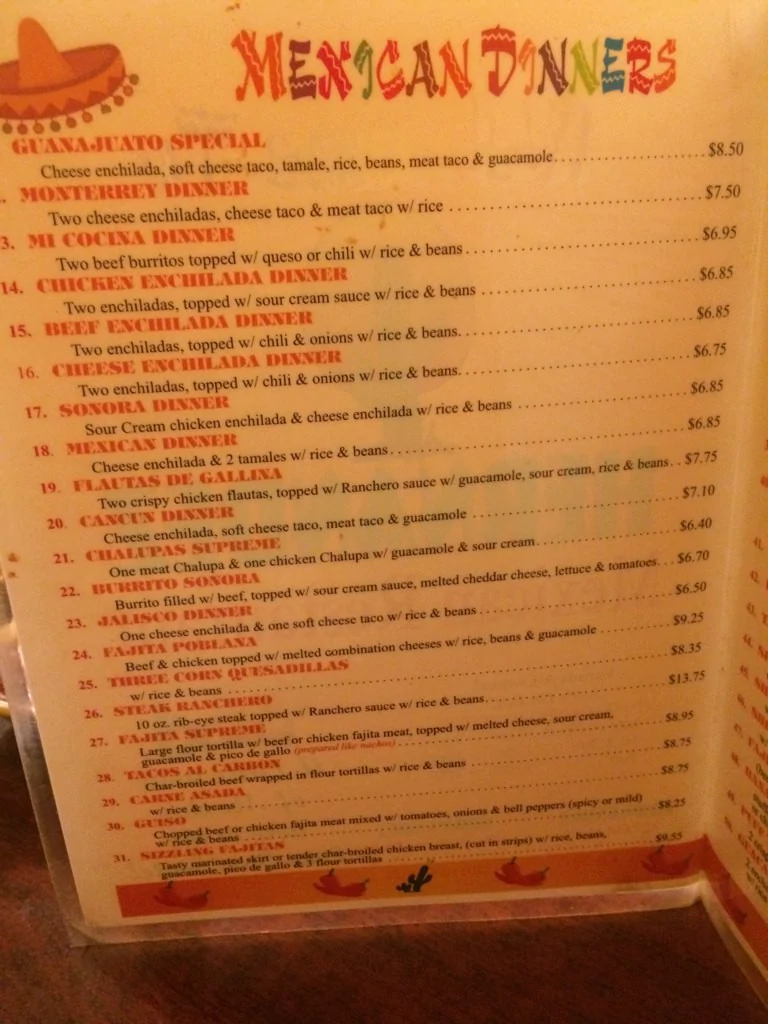 MEXICAN DINNERS
GUANAJUATO SPECIAL
Cheese enchilada, soft cheese taco, tamale, rice, beans, meat taco & guacamole........................$8.50
. MONTERREY DINNER
Two cheese enchiladas, cheese taco & meat taco w/ rice ........................$7.50
3. MI COCINA DINNER
Two beef burritos topped w/ queso or chili w/ rice & beans........................$6.95
14. CHICKEN ENCHILADA DINNER
Two enchiladas, topped w/ sour cream sauce w/ rice & beans ........................$6.85
15. BEEF ENCHILADA DINNER
Two enchiladas, topped w/ chili & onions w/ rice & beans........................$6.85
16. CHEESE ENCHILADA DINNER
Two enchiladas, topped w/ chili & onions w/ rice & beans........................$6.75
17. SONORA DINNER
Sour Cream chicken enchilada & cheese enchilada w/ rice & beans ........................$6.85
18. MEXICAN DINNER
Cheese enchilada & 2 tamales w/ rice & beans........................$6.85
19. FLAUTAS DE GALLINA
Two crispy chicken flautas, topped w/ Ranchero sauce w/ guacamole, sour cream, rice & beans...$7.75
20. CANCUN DINNER
Cheese enchilada, soft cheese taco, meat taco & guacamole ........................$7.10
21. CHALUPAS SUPREME
One meat Chalupa & one chicken Chalupa w/ guacamole & sour cream........................$6.40
22. BURRITO SONORA
Burrito filled w/ beef, topped w/ sour cream sauce, melted cheddar cheese, lettuce & tomatoes....$6.70
23. JALISCO DINNER
One cheese enchilada & one soft cheese taco w/ rice & beans ........................$6.50
24. FAJITA POBLANA
Beef & chicken topped w/ melted combination cheeses w/ rice, beans & guacamole ........................$9.25
25. THREE CORN QUESADILLAS
w/ rice & beans ........................$8.35
26. STEAK RANCHERO
10 oz. rib-eye steak topped w/ Ranchero sauce w/ rice & beans........................$13.75
27. FAJITA SUPREME
Large flour tortilla w/ beef or chicken fajita meat, topped w/ melted cheese, sour cream,
guacamole & pico de gallo (prepared like nachos)........................$8.95
28. TACOS AL CARBON
Char-broiled beef wrapped in flour tortillas w/ rice & beans ........................$8.75
29. CARNE ASADA
w/ rice & beans ........................$8.75
30. GUISO
Chopped beef or chicken fajita meat mixed w/ tomatoes, onions & bell peppers (spicy or mild)
w/ rice & beans ........................$8.25
31. SIZZLING FAJITAS
Tasty marinated skirt or tender char-broiled chicken breast, (cut in strips) w/ rice, beans,
guacamole, pico de gallo & 3 flour tortillas ........................$9.55
41.
42.
43.
44.
45.
46.
47.
48.